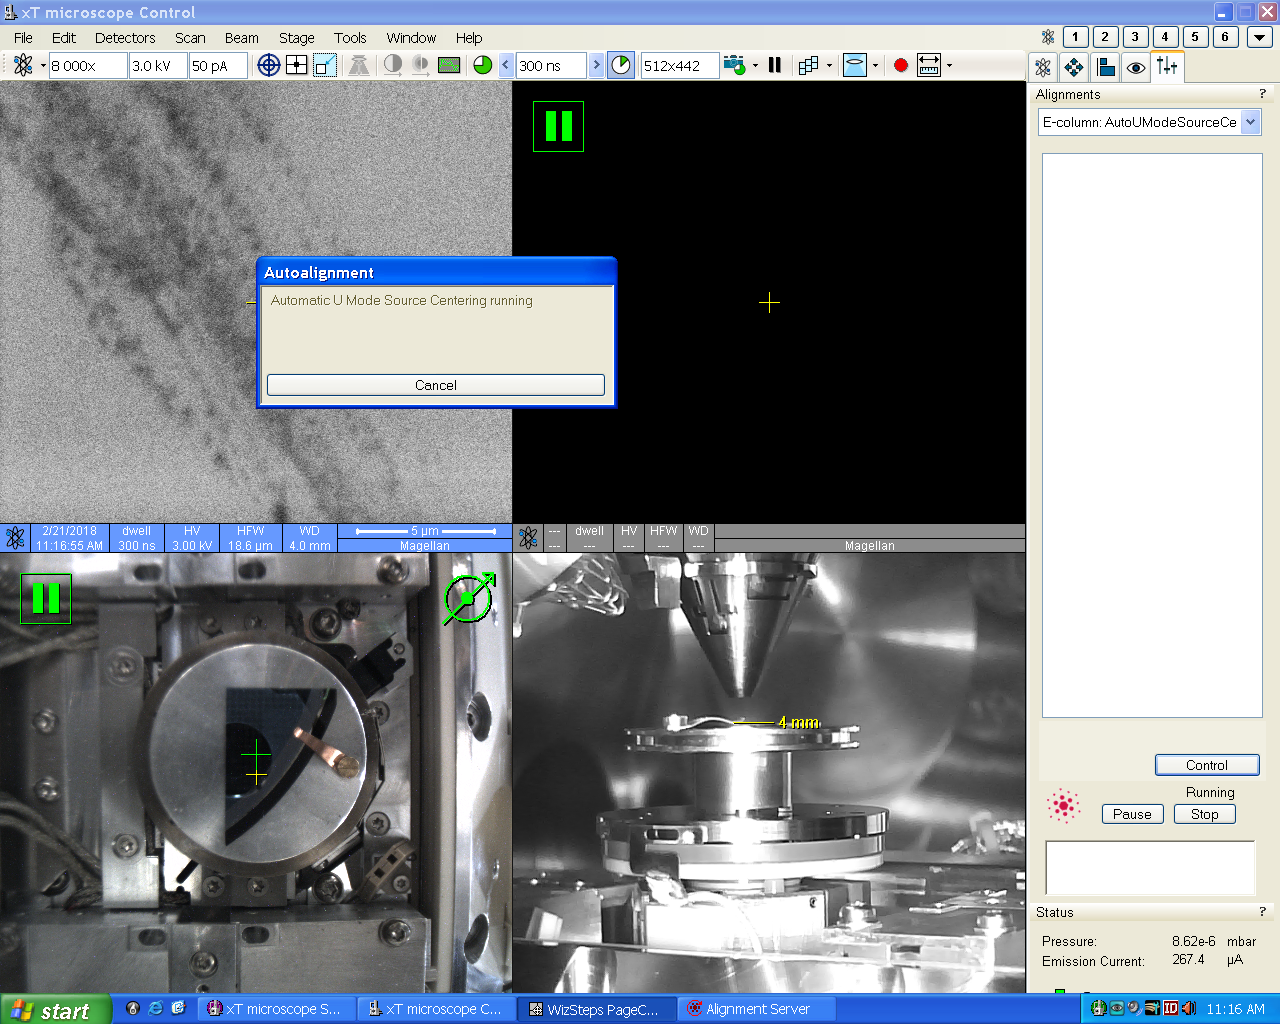 xT microscope Control
File Edit Detectors Scan Beam Stage Tools Window Help
1 2 3 4 5 6
8 000x 3.0 kV 50 pA 300 ns 512x442
Alignments ?
E-column: AutoUModeSourceCe
Autoalignment
Automatic U Mode Source Centering running
Cancel
2/21/2018 dwell HV HFW WD 5 µm
11:16:55 AM 300 ns 3.00 kV 18.6 µm 4.0 mm Magellan
--- dwell HV HFW WD
--- --- --- --- --- Magellan
4 mm
Control
Running
Pause Stop
Status ?
Pressure: 8.62e-6 mbar
Emission Current: 267.4 µA
start xT microscope S... xT microscope C... WizSteps PageC... Alignment Server 11:16 AM